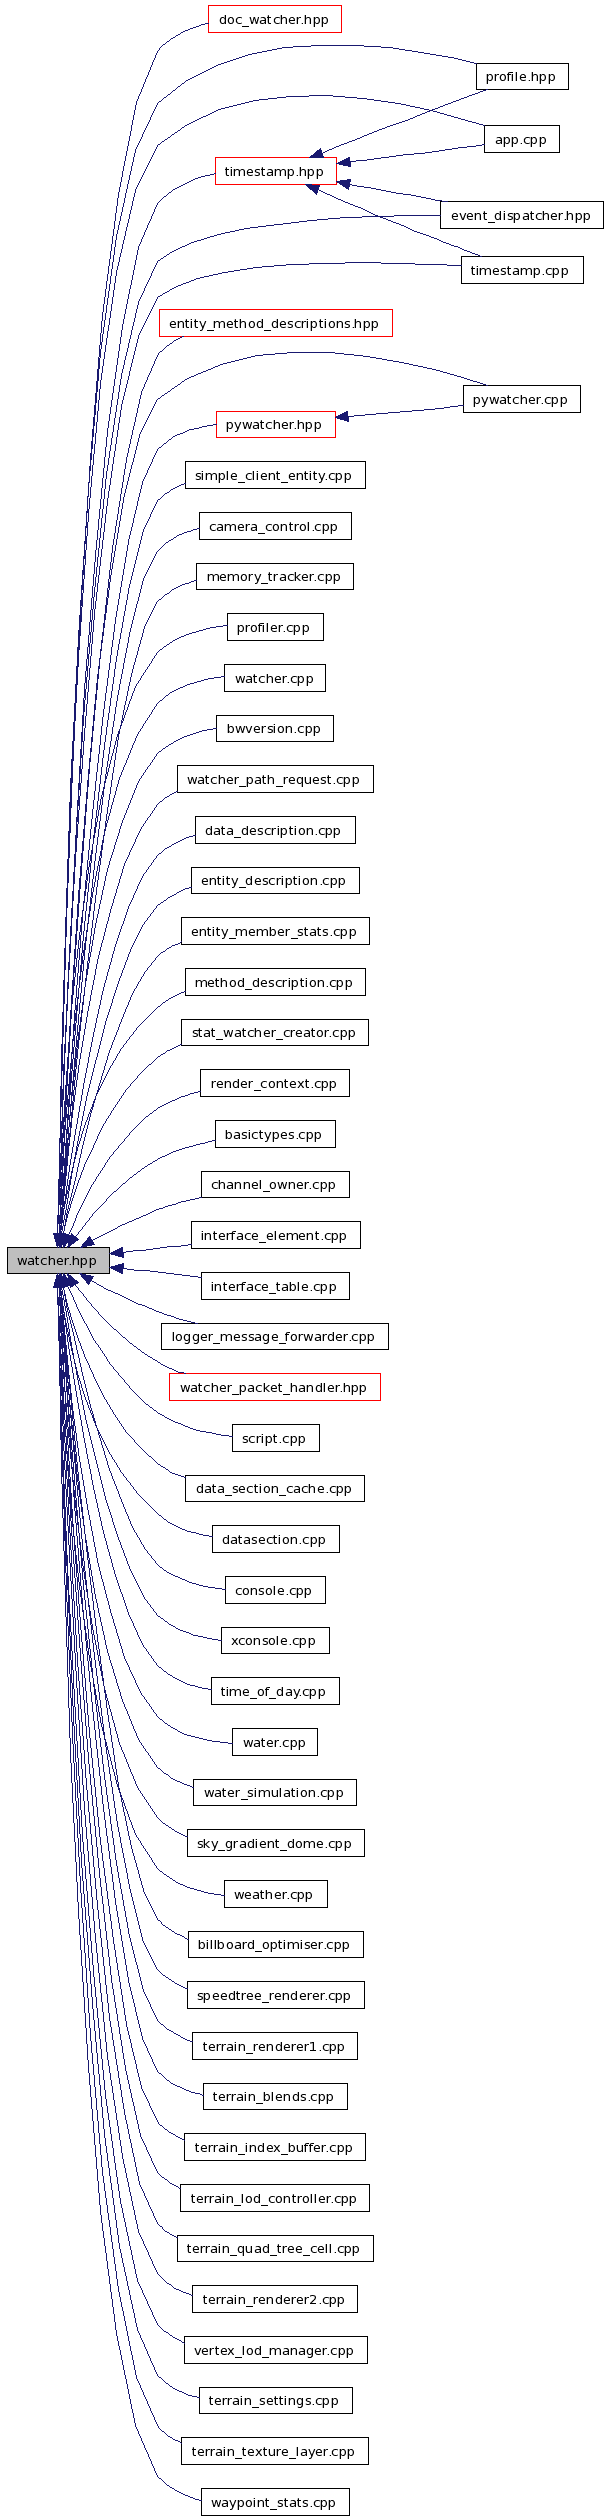 doc_watcher.hpp
profile.hpp
app.cpp
timestamp.hpp
event_dispatcher.hpp
timestamp.cpp
entity_method_descriptions.hpp
pywatcher.cpp
pywatcher.hpp
simple_client_entity.cpp
camera_control.cpp
memory_tracker.cpp
profiler.cpp
watcher.cpp
bwversion.cpp
watcher_path_request.cpp
data_description.cpp
entity_description.cpp
entity_member_stats.cpp
method_description.cpp
stat_watcher_creator.cpp
render_context.cpp
basictypes.cpp
channel_owner.cpp
interface_element.cpp
watcher.hpp
interface_table.cpp
logger_message_forwarder.cpp
watcher_packet_handler.hpp
script.cpp
data_section_cache.cpp
datasection.cpp
console.cpp
xconsole.cpp
time_of_day.cpp
water.cpp
water_simulation.cpp
sky_gradient_dome.cpp
weather.cpp
billboard_optimiser.cpp
speedtree_renderer.cpp
terrain_renderer1.cpp
terrain_blends.cpp
terrain_index_buffer.cpp
terrain_lod_controller.cpp
terrain_quad_tree_cell.cpp
terrain_renderer2.cpp
vertex_lod_manager.cpp
terrain_settings.cpp
terrain_texture_layer.cpp
waypoint_stats.cpp